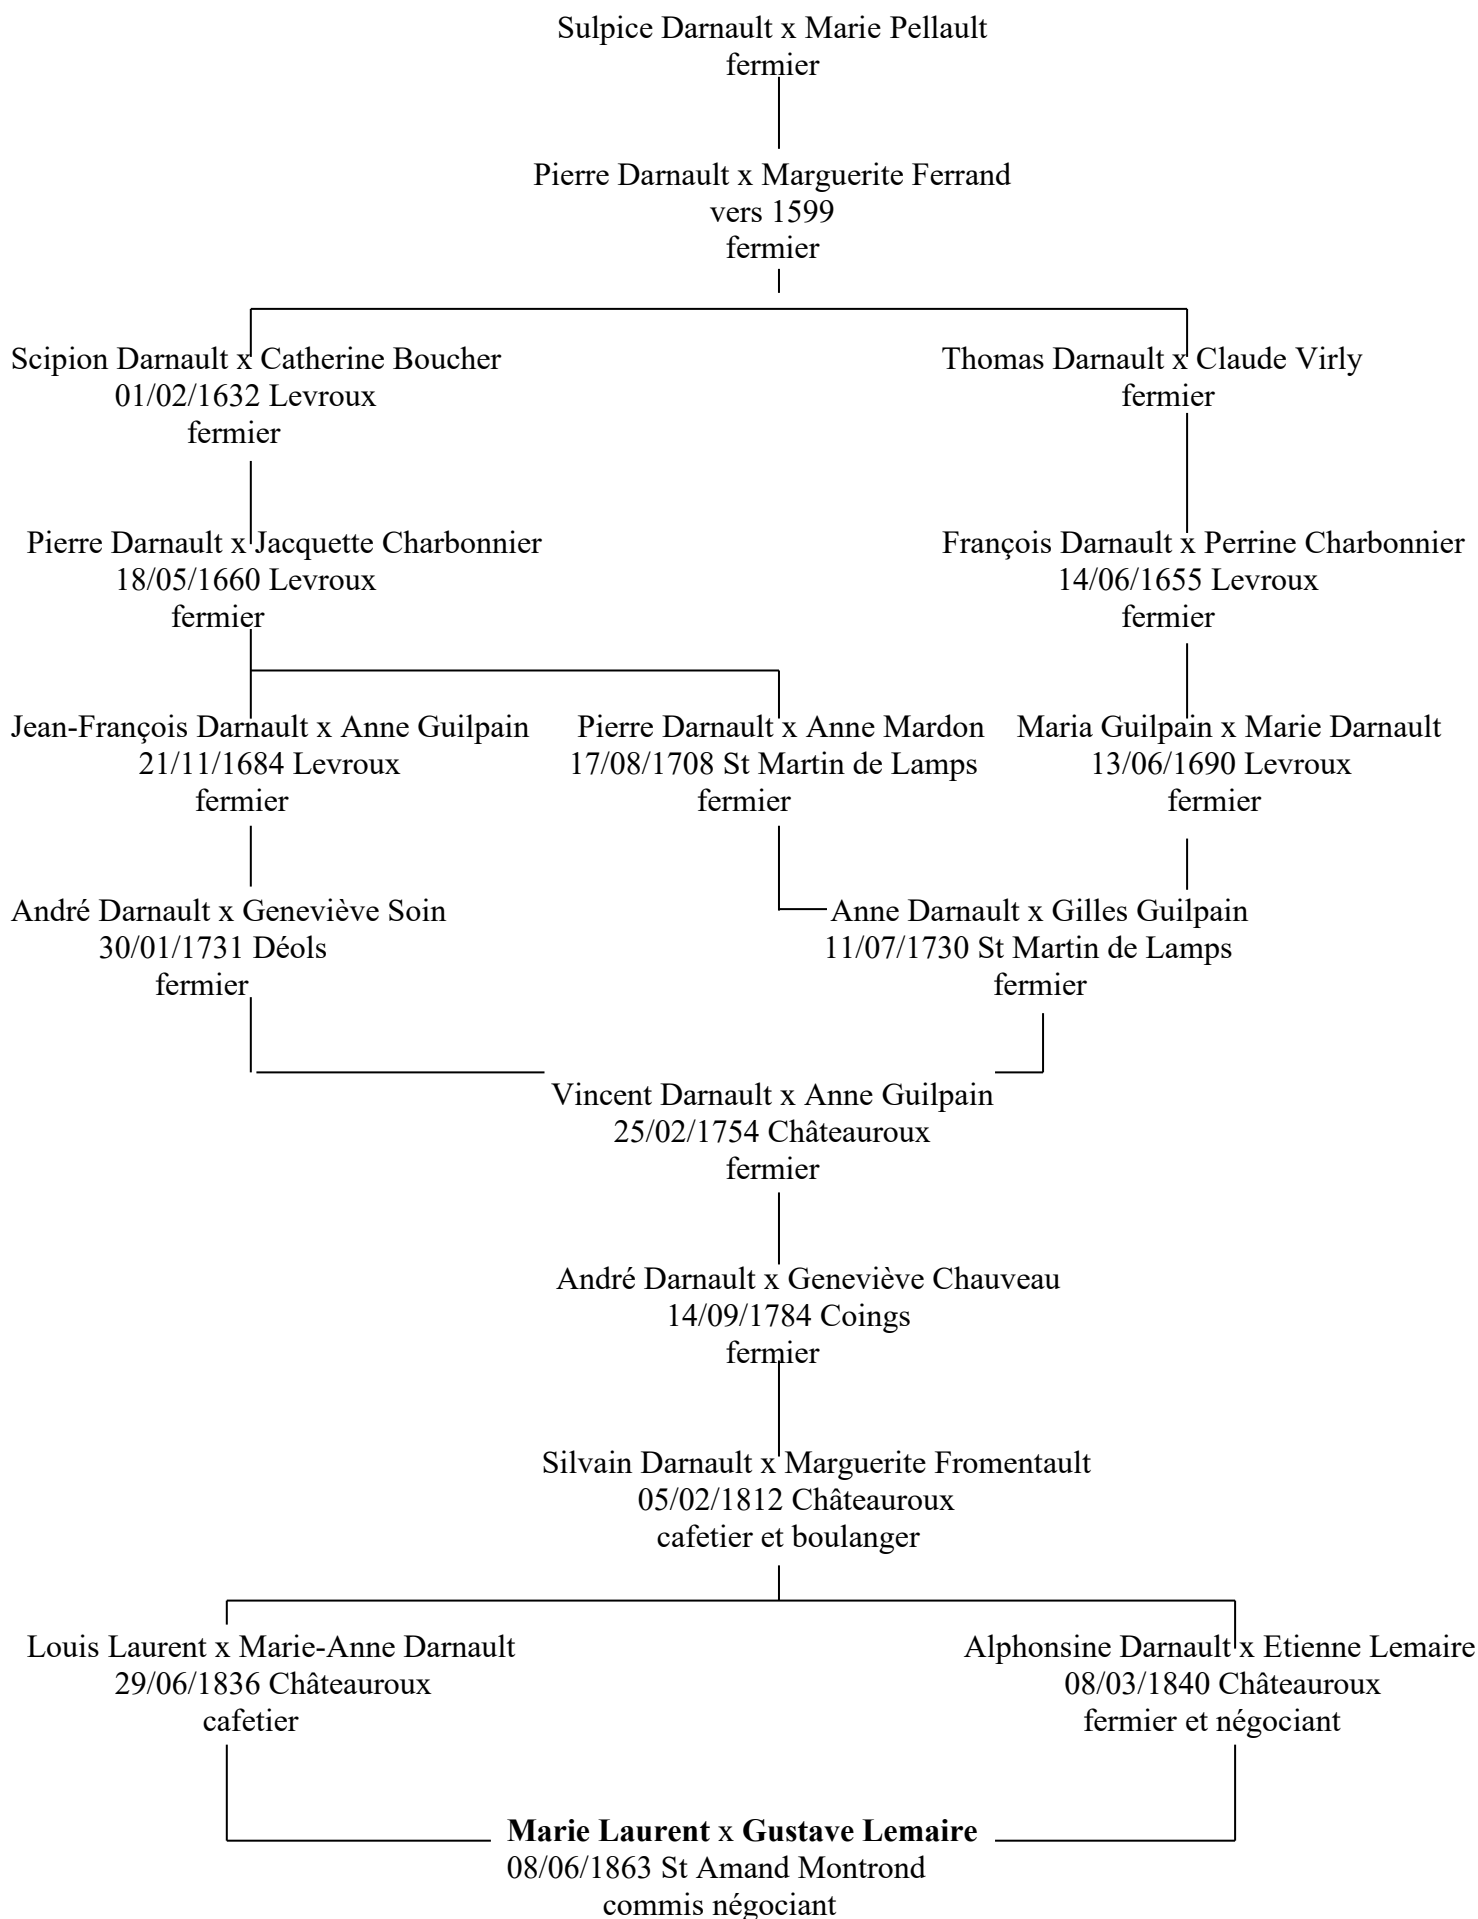 Sulpice Darnault x Marie Pellault
fermier
Pierre Darnault x Marguerite Ferrand
vers 1599
fermier
Scipion Darnault x Catherine Boucher
01/02/1632 Levroux
fermier
Thomas Darnault x Claude Virly
fermier
Pierre Darnault x Jacquette Charbonnier
18/05/1660 Levroux
fermier
François Darnault x Perrine Charbonnier
14/06/1655 Levroux
fermier
Jean-François Darnault x Anne Guilpain
21/11/1684 Levroux
fermier
Pierre Darnault x Anne Mardon
17/08/1708 St Martin de Lamps
fermier
Maria Guilpain x Marie Darnault
13/06/1690 Levroux
fermier
André Darnault x Geneviève Soin
30/01/1731 Déols
fermier
Anne Darnault x Gilles Guilpain
11/07/1730 St Martin de Lamps
fermier
Vincent Darnault x Anne Guilpain
25/02/1754 Châteauroux
fermier
André Darnault x Geneviève Chauveau
14/09/1784 Coings
fermier
Silvain Darnault x Marguerite Fromentault
05/02/1812 Châteauroux
cafetier et boulanger
Louis Laurent x Marie-Anne Darnault
29/06/1836 Châteauroux
cafetier
Alphonsine Darnault x Etienne Lemaire
08/03/1840 Châteauroux
fermier et négociant
Marie Laurent x Gustave Lemaire
08/06/1863 St Amand Montrond
commis négociant